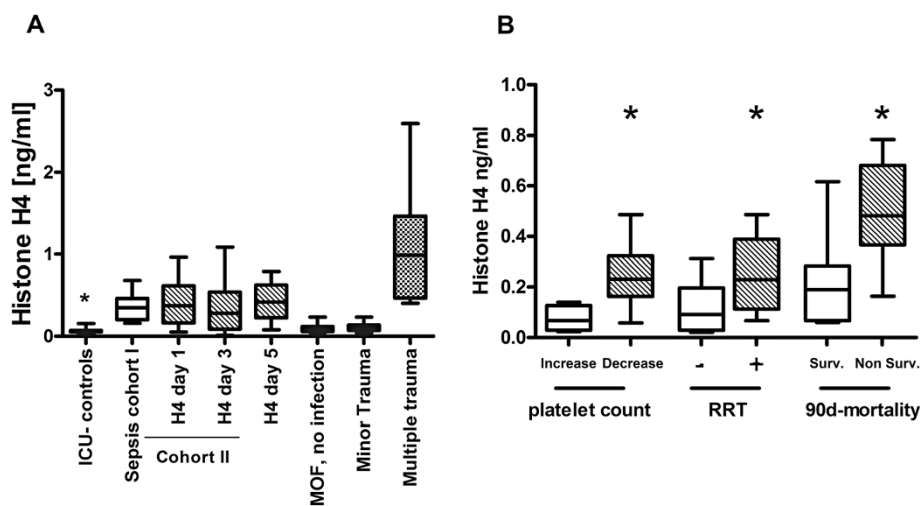 A
Histone H4 [ng/ml]
3
2
1
0
*
ICU- controls
Sepsis cohort I
H4 day 1
H4 day 3
H4 day 5
MOF, no infection
Minor Trauma
Multiple trauma
Cohort II
B
Histone H4 ng/ml
1.0
0.8
0.6
0.4
0.2
0.0
* * *
Increase Decrease - + Surv. Non Surv.
platelet count RRT 90d-mortality